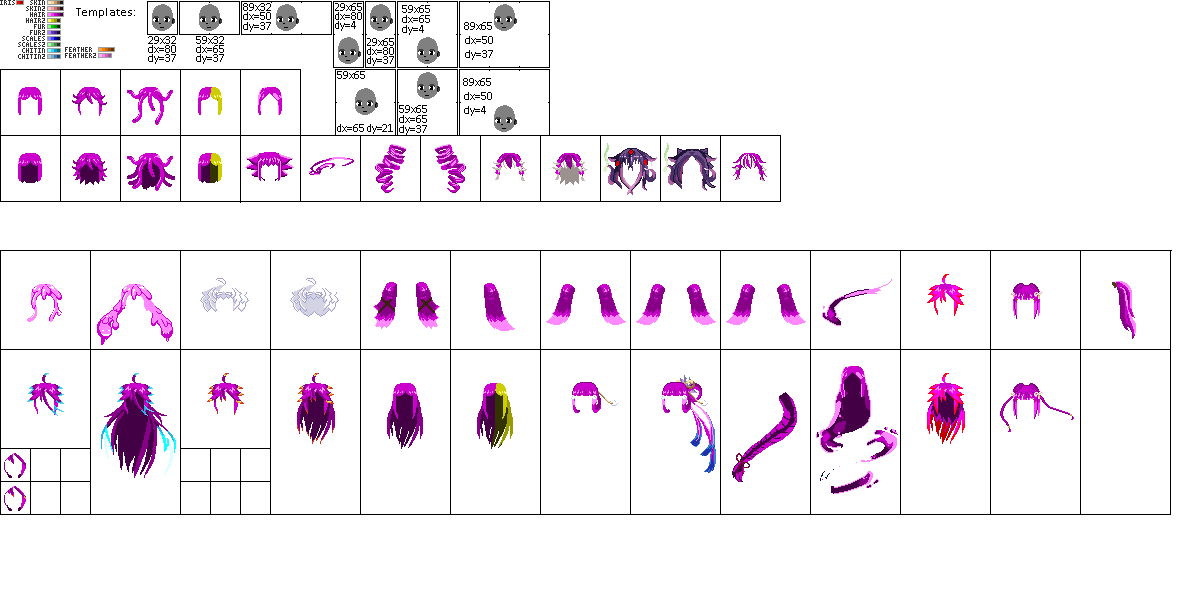 IRIS SKIN
SKIN2
HAIR
HAIR2
FUR
FUR2
SCALES
SCALES2
CHITIN
CHITIN2
FEATHER
FEATHER2
Templates:
29x32
dx=80
dy=37
59x32
dx=65
dy=37
89x32
dx=50
dy=37
29x65
dx=80
dy=4
29x65
dx=80
dy=37
59x65
dx=65
dy=4
89x65
dx=50
dy=37
59x65
dx=65 dy=21
59x65
dx=65
dy=37
89x65
dx=50
dy=4